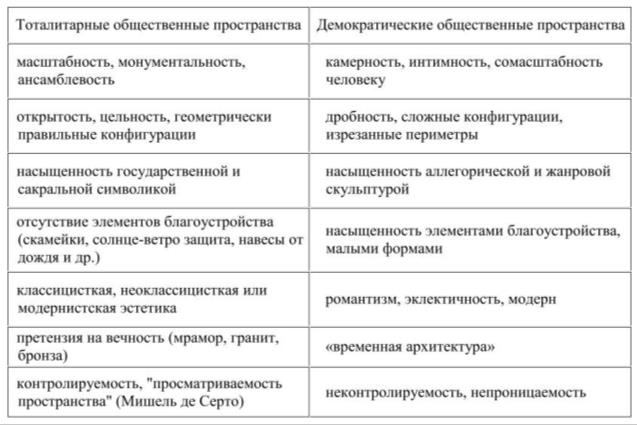 Тоталитарные общественные пространства
Демократические общественные пространства
масштабность, монументальность,
ансамблевость
камерность, интимность, сомасштабность
человеку
открытость, цельность, геометрически
правильные конфигурации
дробность, сложные конфигурации,
изрезанные периметры
насыщенность государственной и
сакральной символикой
насыщенность аллегорической и жанровой
скульптурой
отсутствие элементов благоустройства
(скамейки, солнце-ветро защита, навесы от
дождя и др.)
насыщенность элементами благоустройства,
малыми формами
классицисткая, неоклассицисткая или
модернистская эстетика
романтизм, эклектичность, модерн
претензия на вечность (мрамор, гранит,
бронза)
«временная архитектура»
контролируемость, "просматриваемость
пространства" (Мишель де Серто)
неконтролируемость, непроницаемость